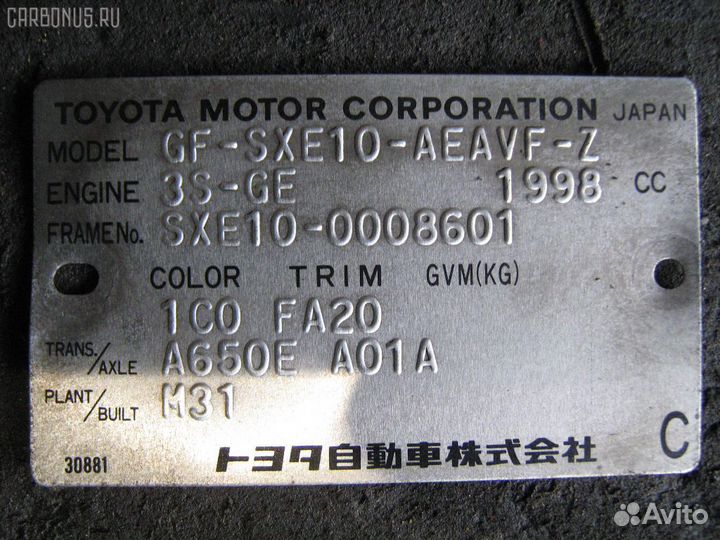 CARBONUS.RU
TOYOTA MOTOR CORPORATION JAPAN
MODEL GF-SXE10-AEAVF-Z
ENGINE 3S-GE 1998 CC
FRAME No. SXE10-0008601
COLOR TRIM GVM(KG)
1C0 FA20
TRANS./AXLE A650E A01A
PLANT/BUILT M31
30881 トヨタ自動車株式会社 C
Avito